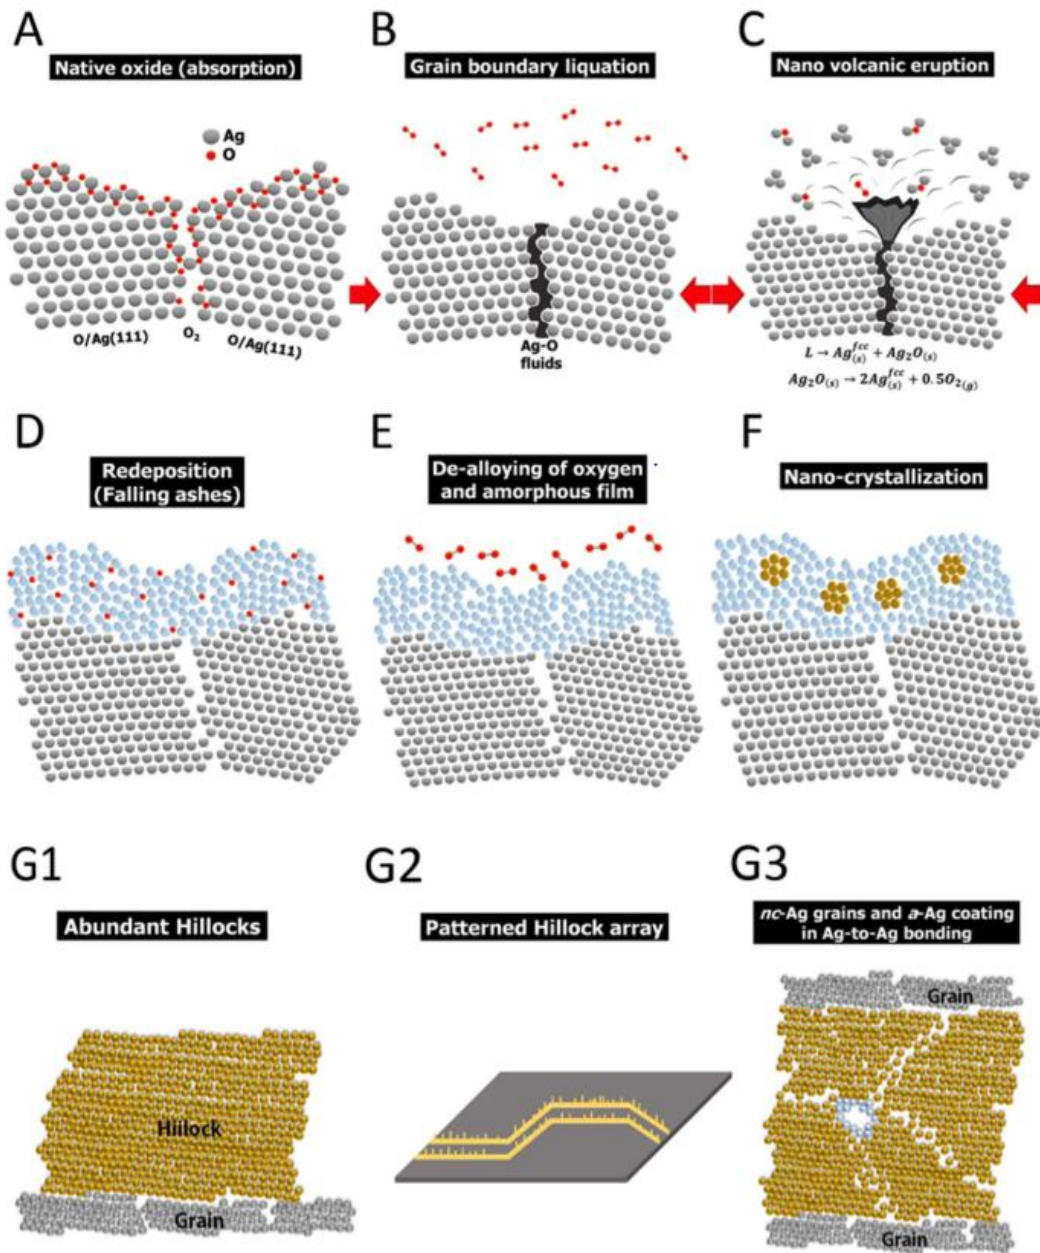 A
Native oxide (absorption)
Ag
O
O/Ag(111)
O₂
O/Ag(111)
B
Grain boundary liquation
Ag-O
fluids
C
Nano volcanic eruption
L → Ag(s)^fcc + Ag₂O(s)
Ag₂O(s) → 2Ag(s)^fcc + 0.5O₂(g)
D
Redeposition
(Falling ashes)
E
De-alloying of oxygen
and amorphous film
F
Nano-crystallization
G1
Abundant Hillocks
Hiilock
Grain
G2
Patterned Hillock array
G3
nc-Ag grains and a-Ag coating
in Ag-to-Ag bonding
Grain
Grain